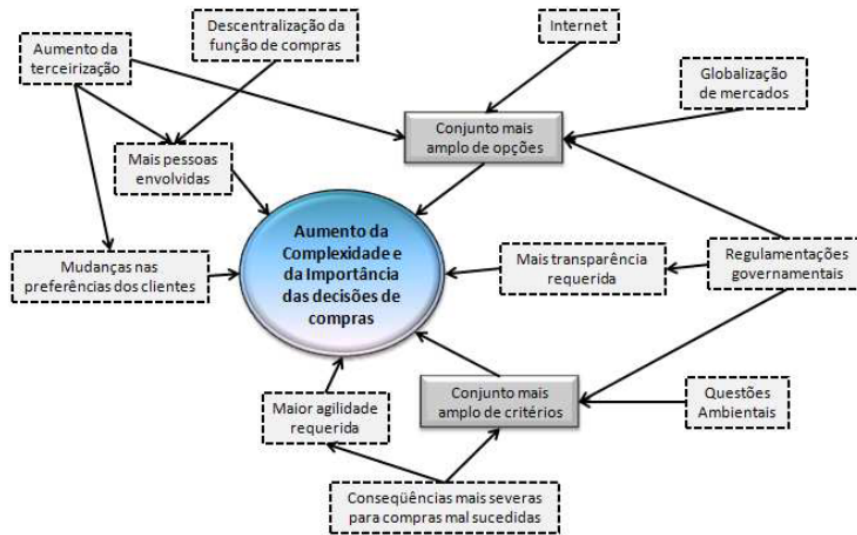 Descentralização da
função de compras
Internet
Aumento da
terceirização
Globalização
de mercados
Conjunto mais
amplo de opções
Mais pessoas
envolvidas
Aumento da
Complexidade e
da Importância
das decisões de
compras
Mudanças nas
preferências dos clientes
Mais transparência
requerida
Regulamentações
governamentais
Maior agilidade
requerida
Conjunto mais
amplo de critérios
Questões
Ambientais
Conseqüências mais severas
para compras mal sucedidas